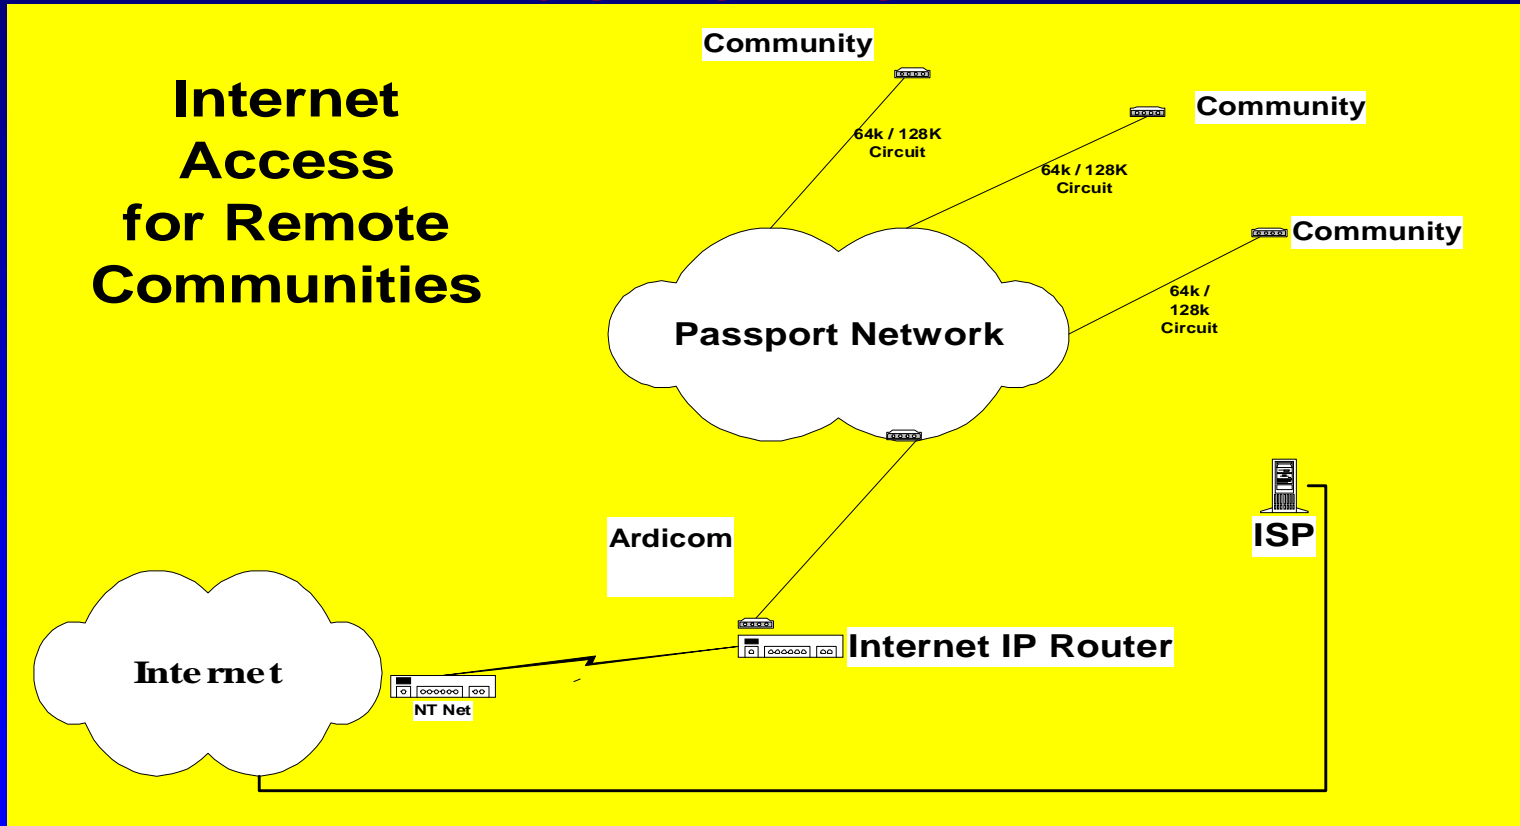 Internet
Access
for Remote
Communities
Community
64k / 128K
Circuit
Community
64k / 128K
Circuit
Community
64k /
128k
Circuit
Passport Network
Ardicom
ISP
Internet IP Router
Internet
NT Net